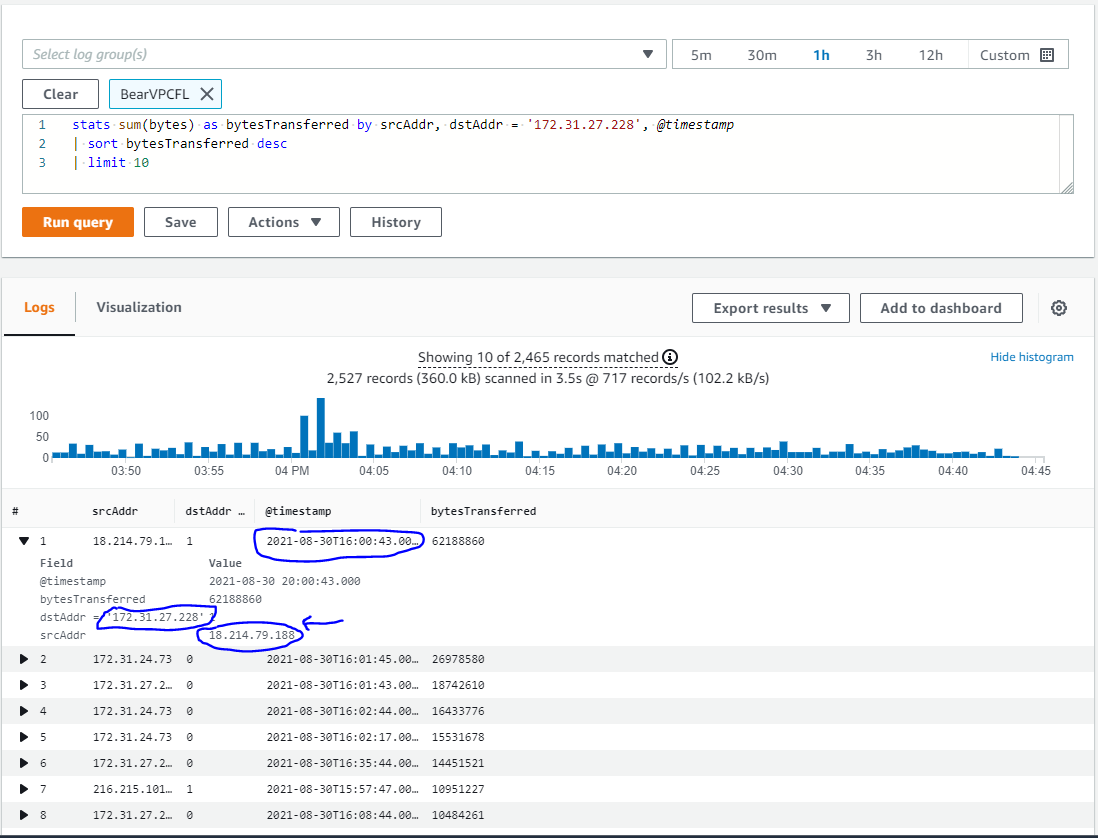 Select log group(s) 5m 30m 1h 3h 12h Custom
Clear BearVPCFL
1 stats sum(bytes) as bytesTransferred by srcAddr, dstAddr = '172.31.27.228', @timestamp
2 | sort bytesTransferred desc
3 | limit 10
Run query Save Actions History
Logs Visualization Export results Add to dashboard
Showing 10 of 2,465 records matched Hide histogram
2,527 records (360.0 kB) scanned in 3.5s @ 717 records/s (102.2 kB/s)
100
50
0
03:50 03:55 04 PM 04:05 04:10 04:15 04:20 04:25 04:30 04:35 04:40 04:45
# srcAddr dstAddr … @timestamp bytesTransferred
1 18.214.79.1… 1 2021-08-30T16:00:43.00… 62188860
Field Value
@timestamp 2021-08-30 20:00:43.000
bytesTransferred 62188860
dstAddr = '172.31.27.228' 1
srcAddr 18.214.79.188
2 172.31.24.73 0 2021-08-30T16:01:45.00… 26978580
3 172.31.27.2… 0 2021-08-30T16:01:43.00… 18742610
4 172.31.24.73 0 2021-08-30T16:02:44.00… 16433776
5 172.31.24.73 0 2021-08-30T16:02:17.00… 15531678
6 172.31.27.2… 0 2021-08-30T16:35:44.00… 14451521
7 216.215.101… 1 2021-08-30T15:57:47.00… 10951227
8 172.31.27.2… 0 2021-08-30T16:08:44.00… 10484261